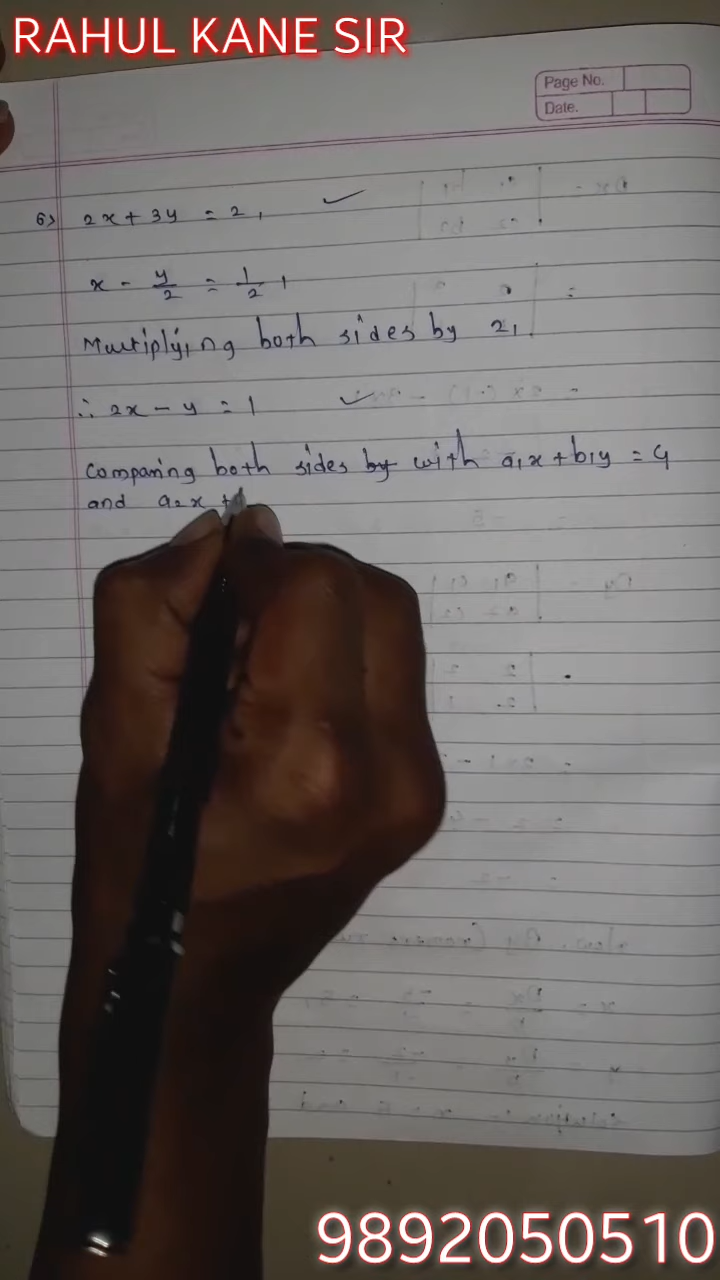 RAHUL KANE SIR
Page No.
Date.
6> 2x + 3y = 2,
x - y/2 = 1/2,
Multiplying both sides by 2,
∴ 2x - y = 1
Comparing both sides by with a₁x + b₁y = c₁
and a₂x +
9892050510